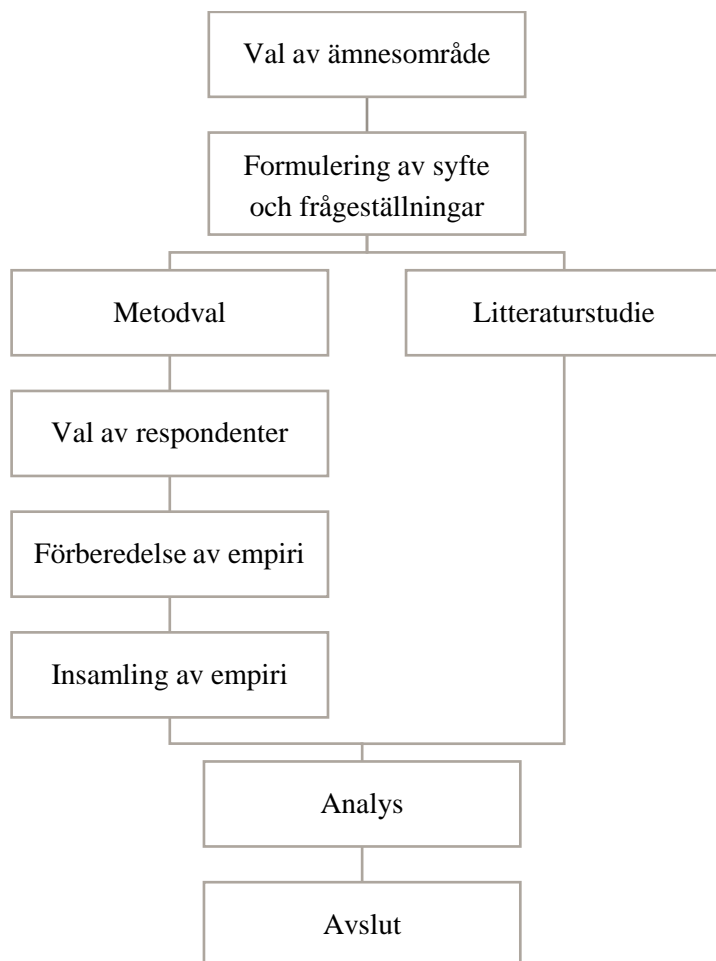 Val av ämnesområde
Formulering av syfte
och frågeställningar
Metodval
Litteraturstudie
Val av respondenter
Förberedelse av empiri
Insamling av empiri
Analys
Avslut